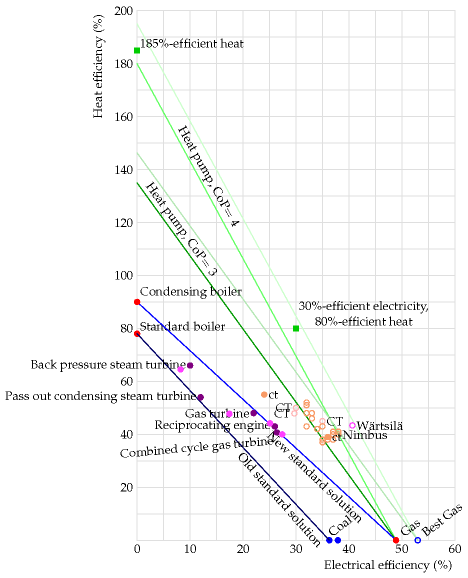 200
180
160
140
120
100
80
60
40
20
Heat efficiency (%)
185%-efficient heat
Heat pump, CoP= 4
Heat pump, CoP= 3
Condensing boiler
30%-efficient electricity,
80%-efficient heat
Standard boiler
Back pressure steam turbine
Pass out condensing steam turbine
ct
CT
Gas turbine
CT
CT
Wärtsilä
Reciprocating engine
ct
Nimbus
Combined cycle gas turbine
New standard solution
Old standard solution
Coal
Gas
Best Gas
0
10
20
30
40
50
60
Electrical efficiency (%)